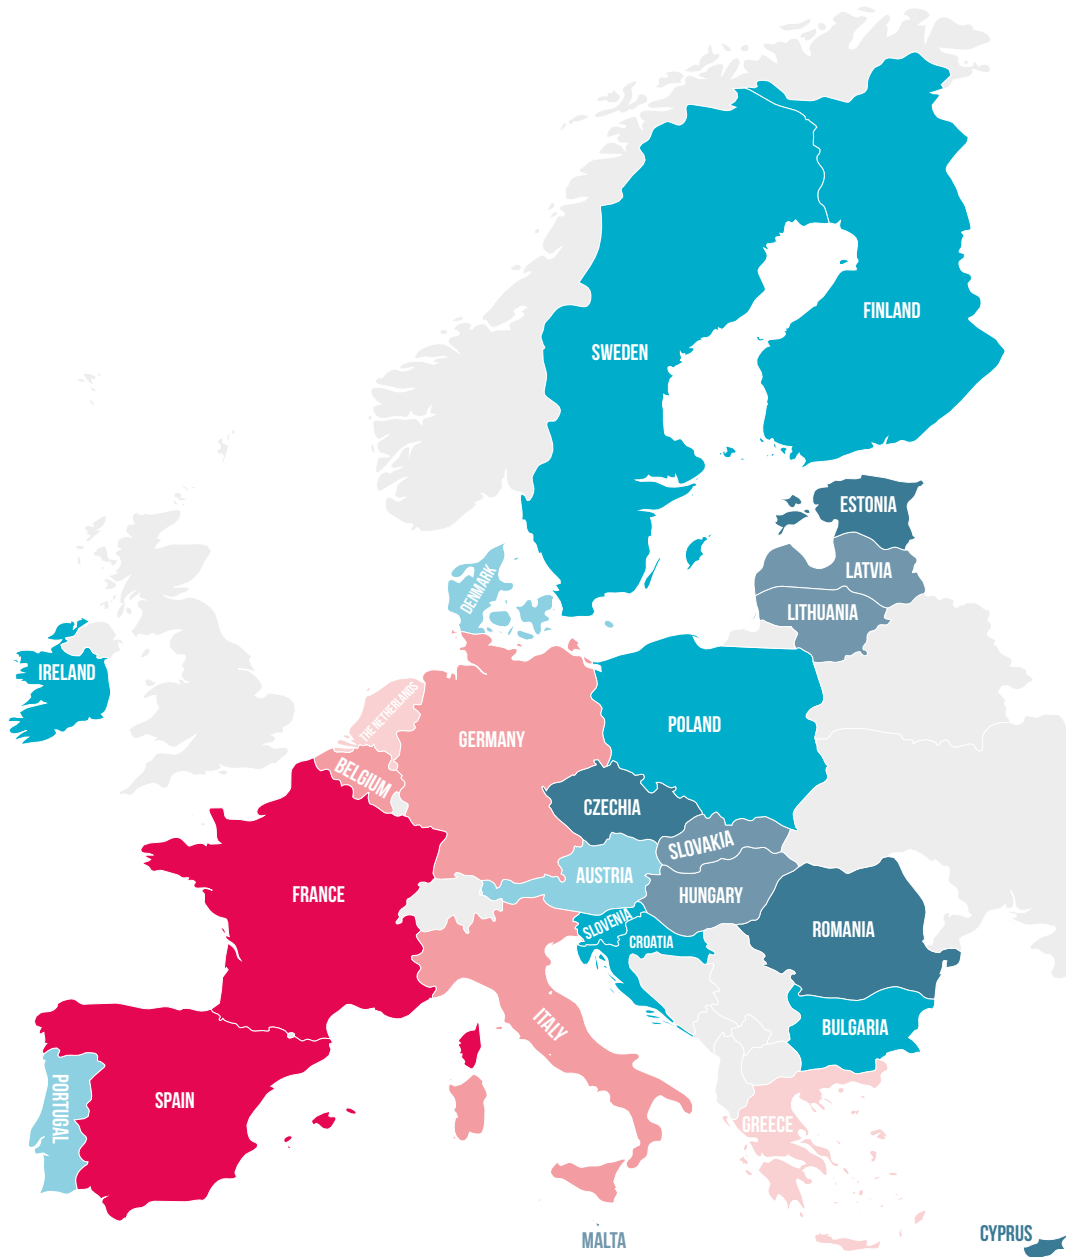 FINLAND
SWEDEN
ESTONIA
LATVIA
LITHUANIA
DENMARK
IRELAND
THE NETHERLANDS
POLAND
GERMANY
BELGIUM
CZECHIA
SLOVAKIA
AUSTRIA
FRANCE
HUNGARY
SLOVENIA
ROMANIA
CROATIA
ITALY
BULGARIA
PORTUGAL
SPAIN
GREECE
CYPRUS
MALTA